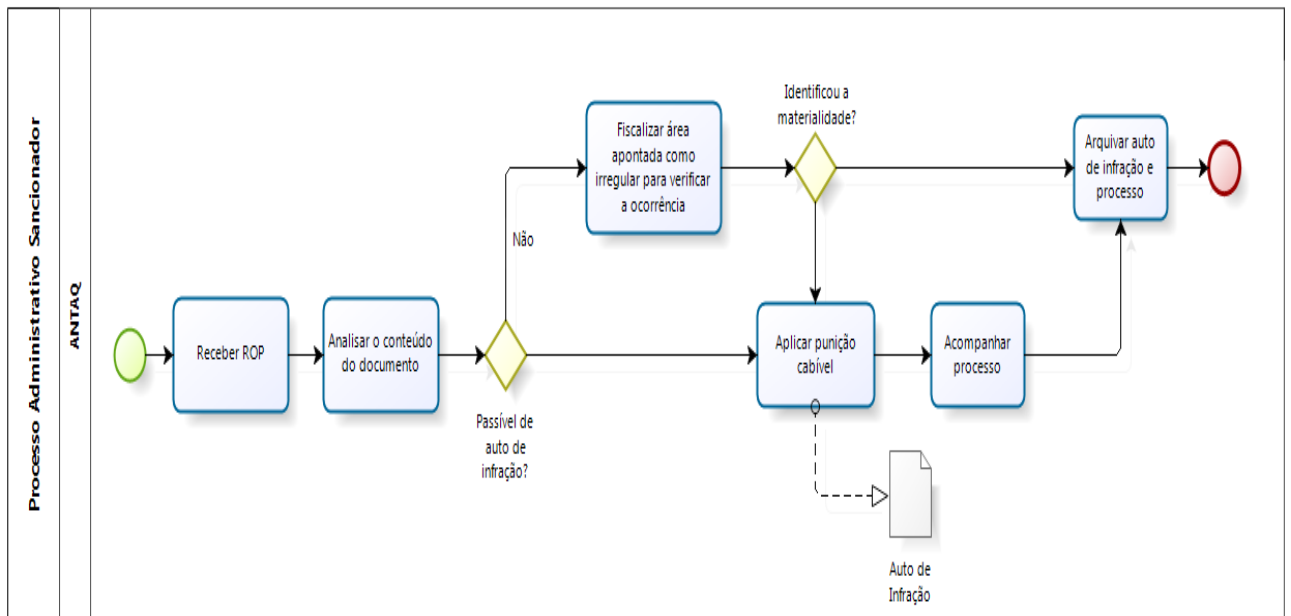 Processo Administrativo Sancionador
ANTAQ
Receber ROP
Analisar o conteúdo
do documento
Passível de
auto de
infração?
Não
Fiscalizar área
apontada como
irregular para verificar
a ocorrência
Identificou a
materialidade?
Aplicar punição
cabível
Auto de
Infração
Acompanhar
processo
Arquivar auto
de infração e
processo